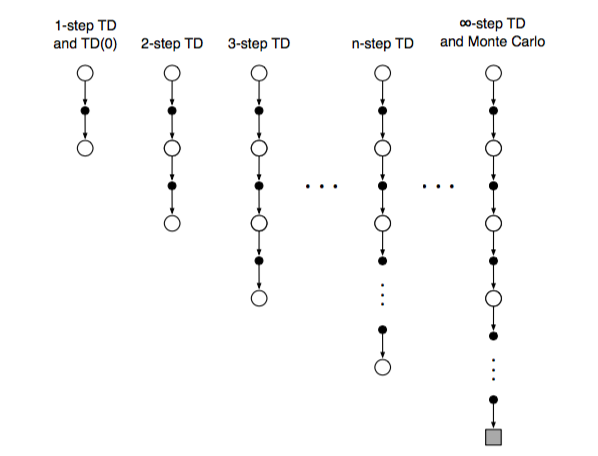 1-step TD
and TD(0)
2-step TD
3-step TD
n-step TD
∞-step TD
and Monte Carlo